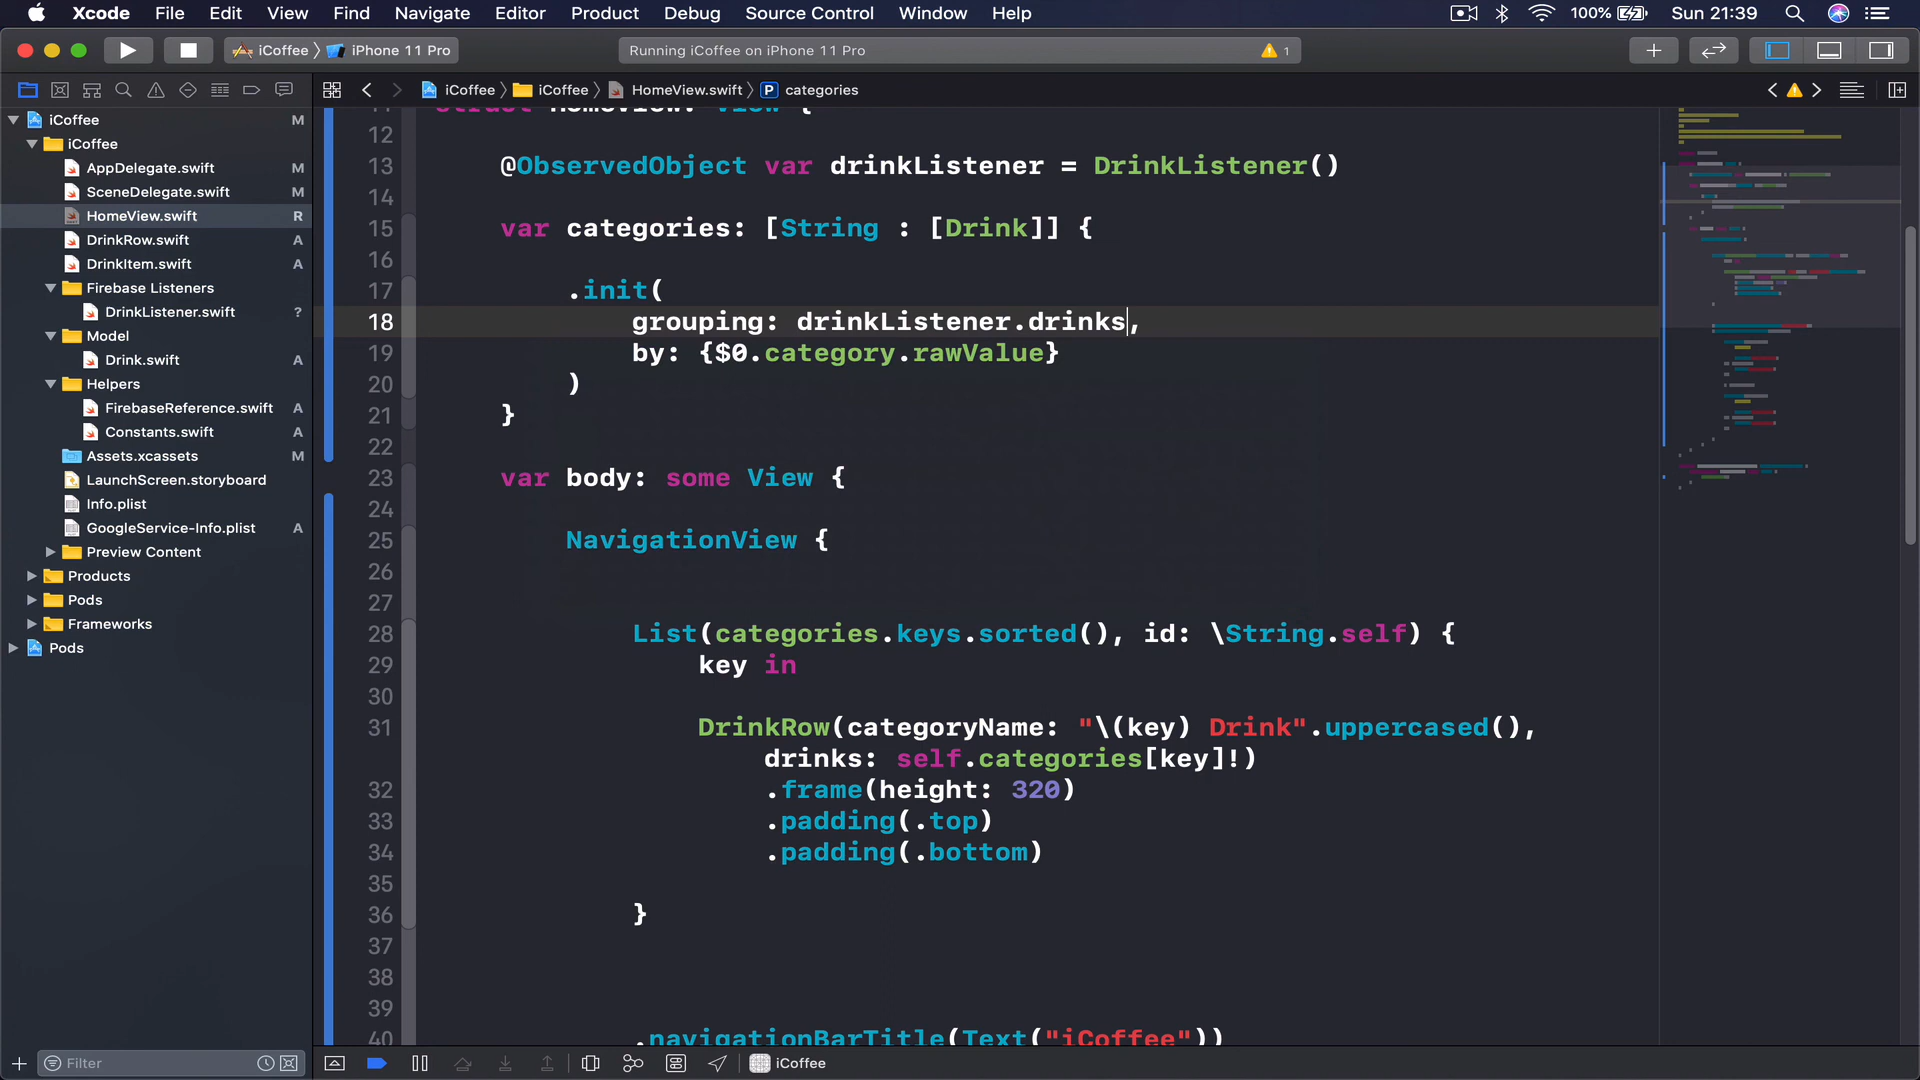 Xcode File Edit View Find Navigate Editor Product Debug Source Control Window Help 100% Sun 21:39
iCoffee iPhone 11 Pro Running iCoffee on iPhone 11 Pro 1
iCoffee iCoffee HomeView.swift P categories
iCoffee M
iCoffee
AppDelegate.swift M
SceneDelegate.swift M
HomeView.swift R
DrinkRow.swift A
DrinkItem.swift A
Firebase Listeners
DrinkListener.swift ?
Model
Drink.swift A
Helpers
FirebaseReference.swift A
Constants.swift A
Assets.xcassets M
LaunchScreen.storyboard
Info.plist
GoogleService-Info.plist A
Preview Content
Products
Pods
Frameworks
Pods
Filter
struct HomeView: View {
12
13 @ObservedObject var drinkListener = DrinkListener()
14
15 var categories: [String : [Drink]] {
16
17 .init(
18 grouping: drinkListener.drinks,
19 by: {$0.category.rawValue}
20 )
21 }
22
23 var body: some View {
24
25 NavigationView {
26
27
28 List(categories.keys.sorted(), id: \String.self) {
29 key in
30
31 DrinkRow(categoryName: "\(key) Drink".uppercased(),
drinks: self.categories[key]!)
32 .frame(height: 320)
33 .padding(.top)
34 .padding(.bottom)
35
36 }
37
38
39
40 .navigationBarTitle(Text("iCoffee"))
iCoffee